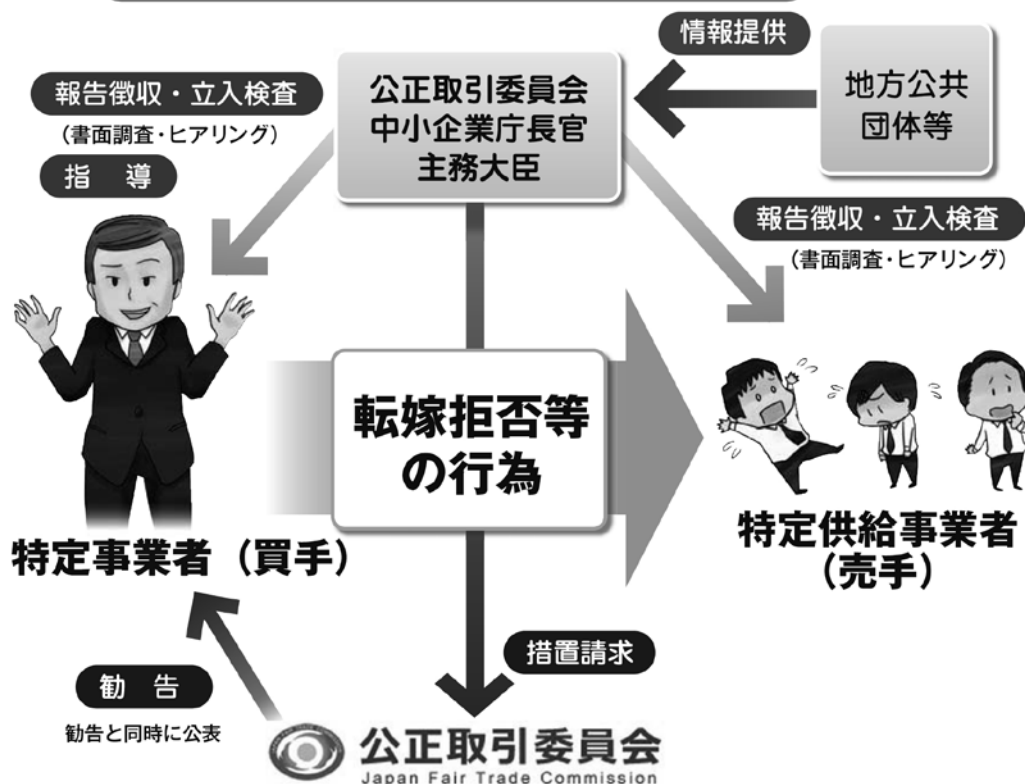 情報提供
地方公共
団体等
公正取引委員会
中小企業庁長官
主務大臣
報告徴収・立入検査
(書面調査・ヒアリング)
指 導
報告徴収・立入検査
(書面調査・ヒアリング)
転嫁拒否等
の行為
特定事業者(買手)
特定供給事業者
(売手)
措置請求
勧 告
勧告と同時に公表
公正取引委員会
Japan Fair Trade Commission